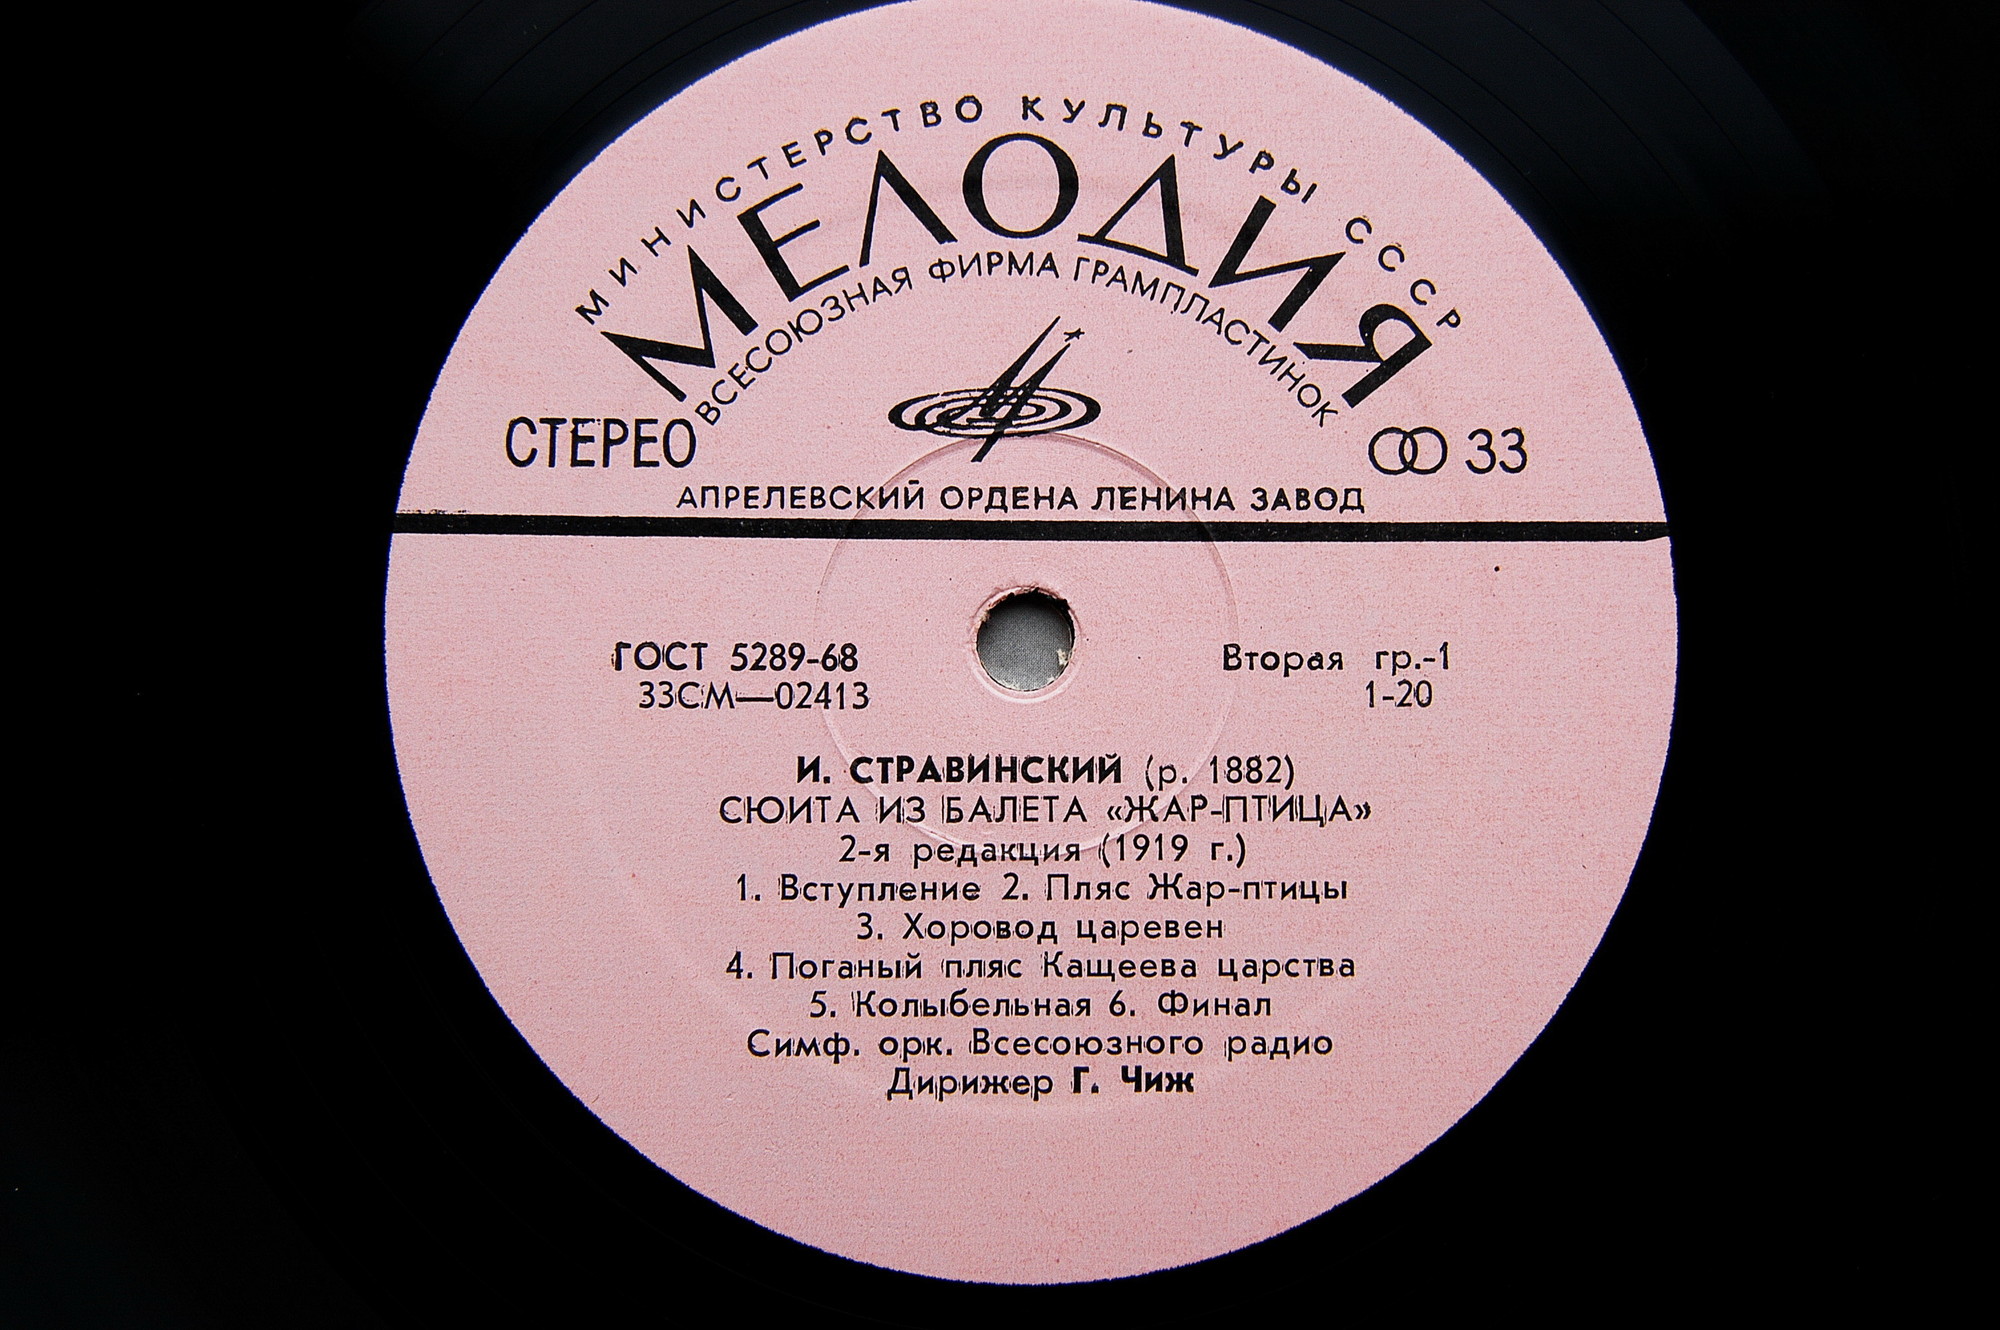 МИНИСТЕРСТВО КУЛЬТУРЫ СССР
МЕЛОДИЯ
ВСЕСОЮЗНАЯ ФИРМА ГРАМПЛАСТИНОК
СТЕРЕО
33
АПРЕЛЕВСКИЙ ОРДЕНА ЛЕНИНА ЗАВОД
ГОСТ 5289-68
33СМ—02413
Вторая гр.-1
1-20
И. СТРАВИНСКИЙ (р. 1882)
СЮИТА ИЗ БАЛЕТА «ЖАР-ПТИЦА»
2-я редакция (1919 г.)
1. Вступление 2. Пляс Жар-птицы
3. Хоровод царевен
4. Поганый пляс Кащеева царства
5. Колыбельная 6. Финал
Симф. орк. Всесоюзного радио
Дирижер Г. Чиж